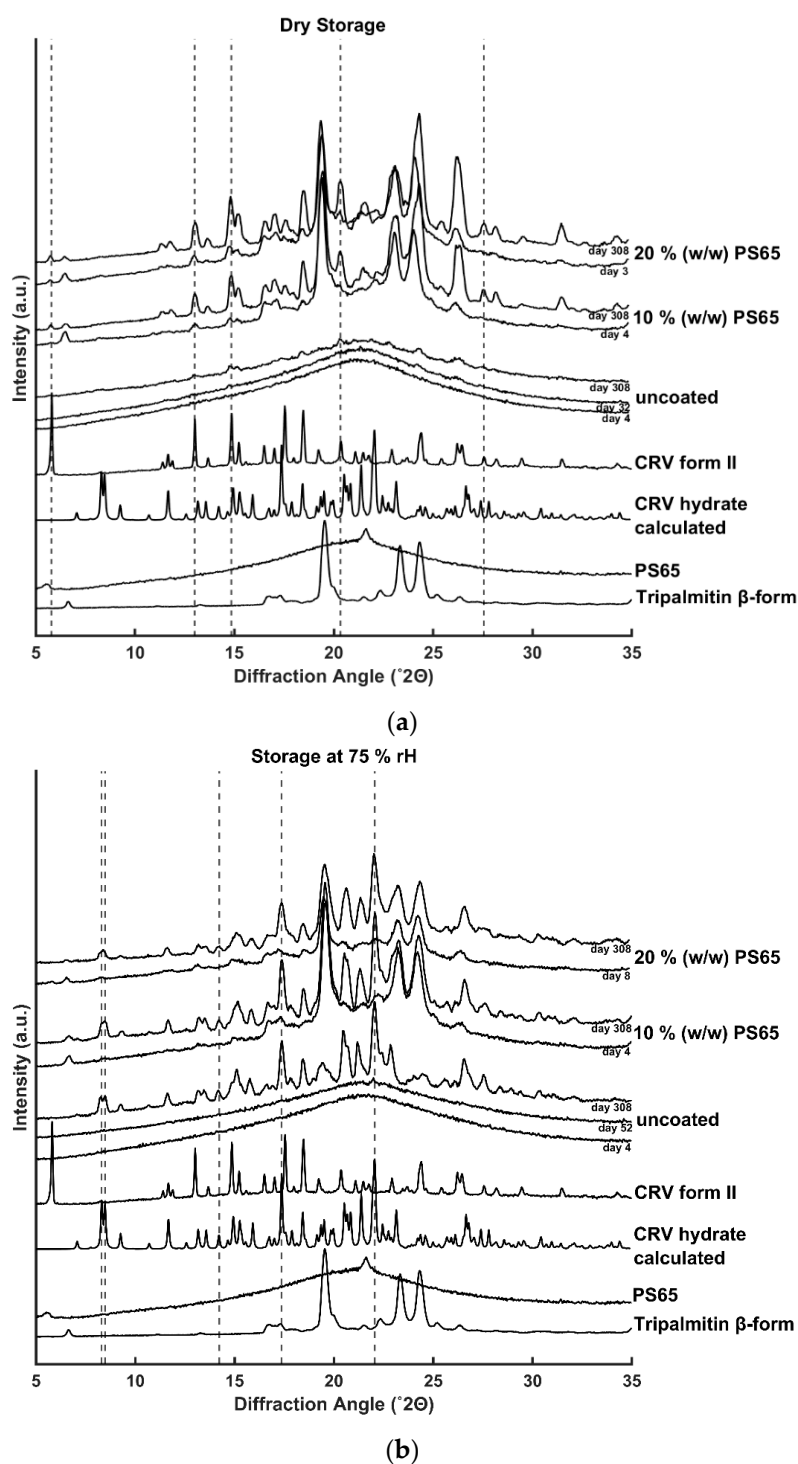 Dry Storage
day 308
20 % (w/w) PS65
day 3
day 308
10 % (w/w) PS65
day 4
day 308
uncoated
day 32
day 4
CRV form II
CRV hydrate
calculated
PS65
Tripalmitin β-form
Intensity (a.u.)
5 10 15 20 25 30 35
Diffraction Angle (˚2Θ)
(a)
Storage at 75 % rH
day 308
20 % (w/w) PS65
day 8
day 308
10 % (w/w) PS65
day 4
day 308
uncoated
day 52
day 4
CRV form II
CRV hydrate
calculated
PS65
Tripalmitin β-form
Intensity (a.u.)
5 10 15 20 25 30 35
Diffraction Angle (˚2Θ)
(b)